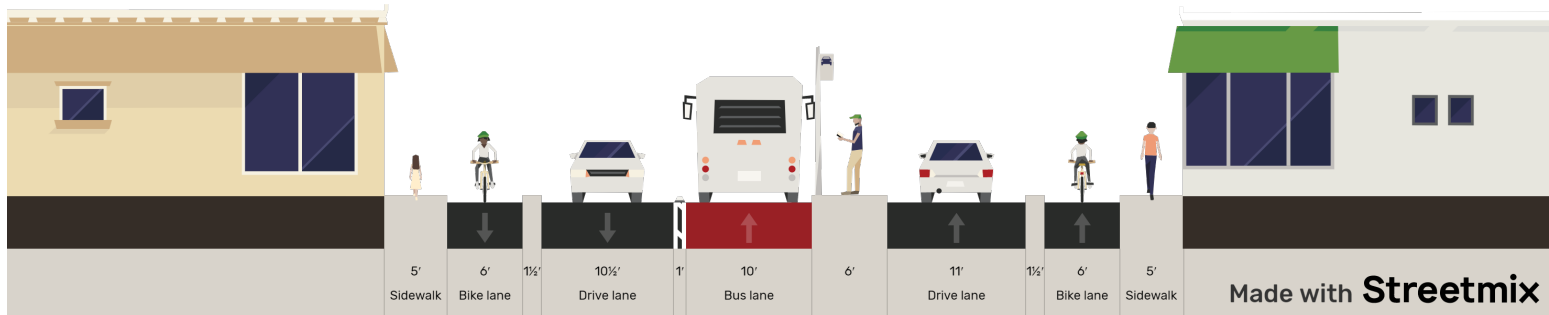 5′
Sidewalk
6′
Bike lane
1½′
10½′
Drive lane
1′
10′
Bus lane
6′
11′
Drive lane
1½′
6′
Bike lane
5′
Sidewalk
Made with Streetmix